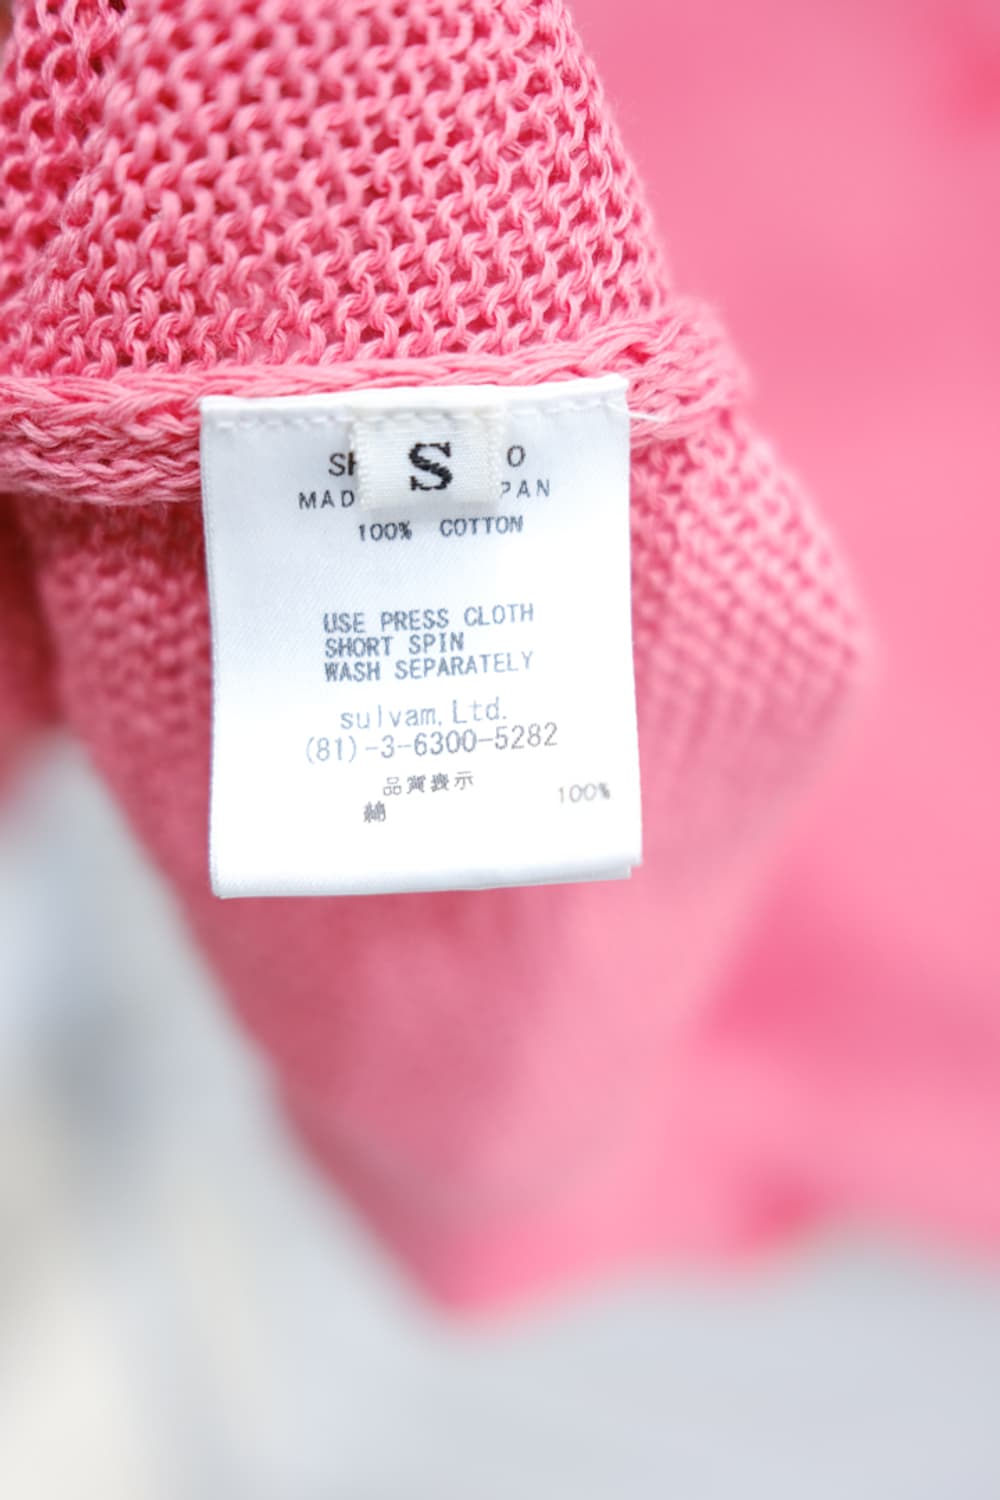 S
100% COTTON
USE PRESS CLOTH
SHORT SPIN
WASH SEPARATELY
sulvam, Ltd.
(81)-3-6300-5282
品質表示
綿 100%